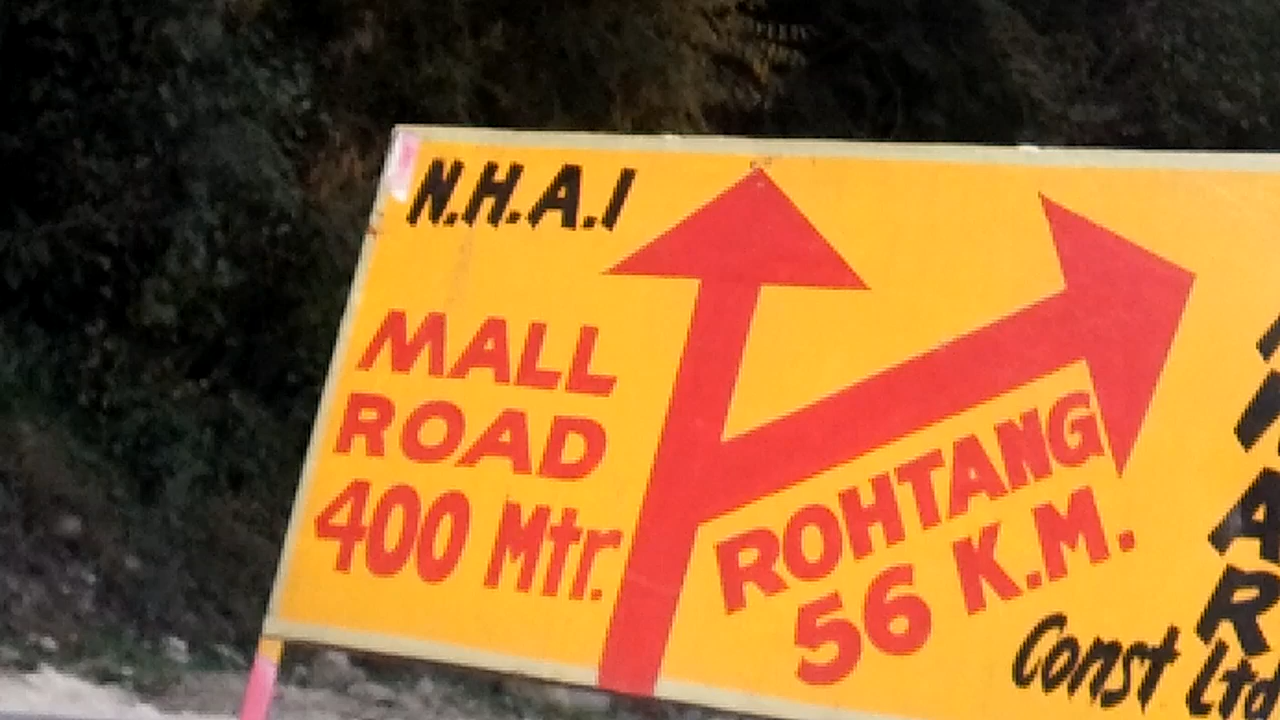 N.H.A.I
MALL
ROAD
400 Mtr.
ROHTANG
56 K.M.
Const Ltd